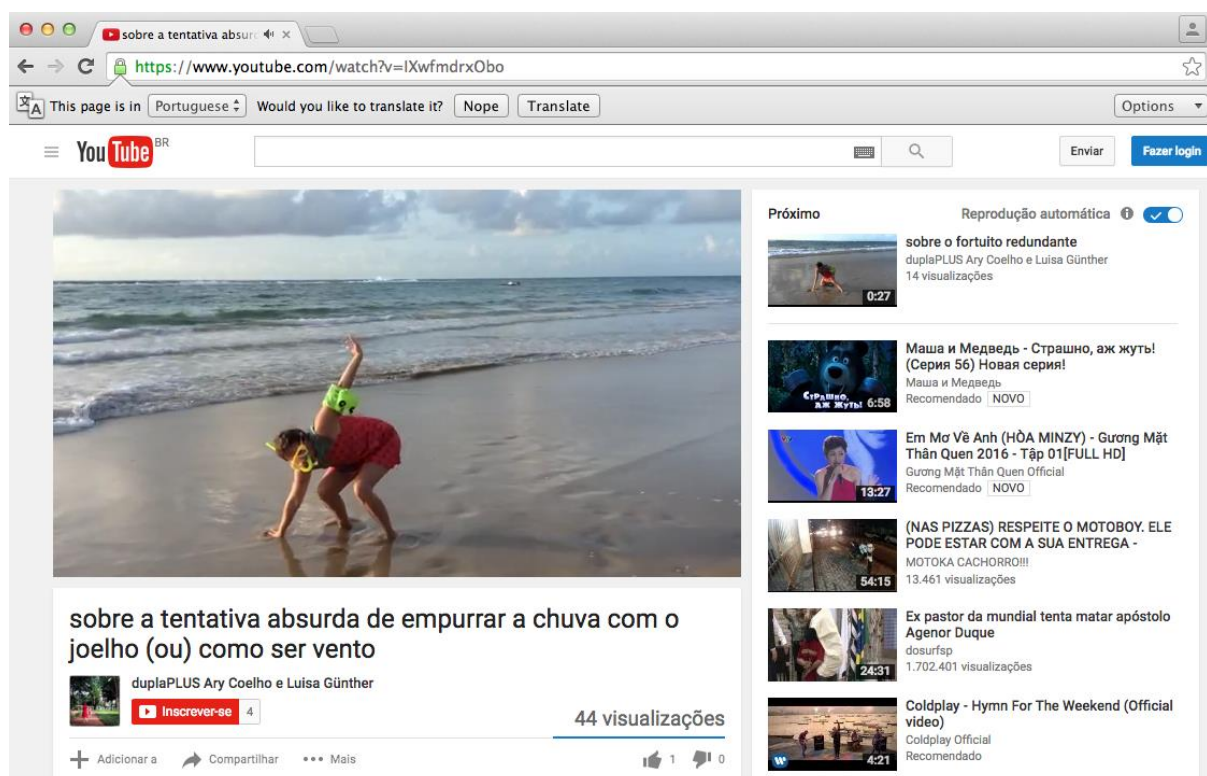 sobre a tentativa absur
https://www.youtube.com/watch?v=IXwfmdrxObo
This page is in Portuguese Would you like to translate it? Nope Translate Options
YouTube BR
Enviar Fazer login
Próximo Reprodução automática
sobre o fortuito redundante
duplaPLUS Ary Coelho e Luisa Günther
14 visualizações
0:27
Маша и Медведь - Страшно, аж жуть!
(Серия 56) Новая серия!
Маша и Медведь
Recomendado NOVO
Страшно,
аж жуть!
6:58
Em Mơ Về Anh (HÒA MINZY) - Gương Mặt
Thân Quen 2016 - Tập 01[FULL HD]
Gương Mặt Thân Quen Official
Recomendado NOVO
13:27
(NAS PIZZAS) RESPEITE O MOTOBOY. ELE
PODE ESTAR COM A SUA ENTREGA -
MOTOKA CACHORRO!!!
13.461 visualizações
54:15
Ex pastor da mundial tenta matar apóstolo
Agenor Duque
dosurfsp
1.702.401 visualizações
24:31
Coldplay - Hymn For The Weekend (Official
video)
Coldplay Official
Recomendado
4:21
sobre a tentativa absurda de empurrar a chuva com o
joelho (ou) como ser vento
duplaPLUS Ary Coelho e Luisa Günther
Inscrever-se 4
44 visualizações
Adicionar a Compartilhar Mais 1 0